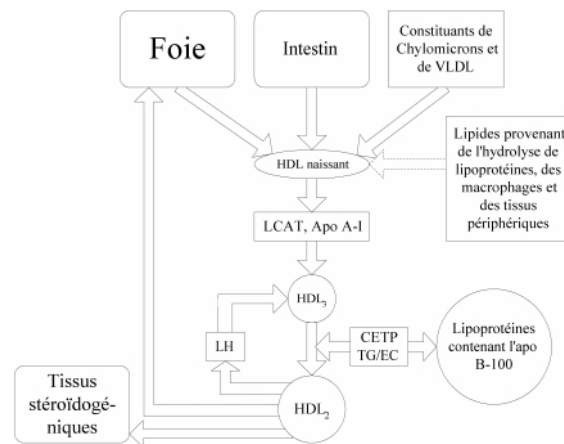 Foie
Intestin
Constituants de
Chylomicrons et
de VLDL
HDL naissant
Lipides provenant
de l'hydrolyse de
lipoprotéines, des
macrophages et
des tissus
périphériques
LCAT, Apo A-I
HDL3
LH
CETP
TG/EC
Lipoprotéines
contenant l'apo
B-100
Tissus
stéroïdogé-
niques
HDL2